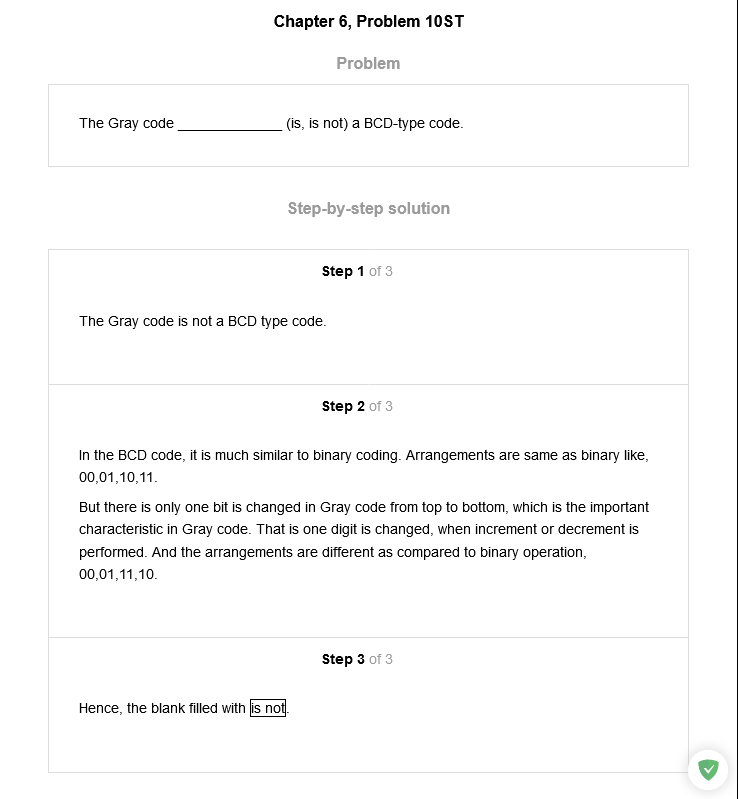 Chapter 6, Problem 10ST
Problem
The Gray code _____________ (is, is not) a BCD-type code.
Step-by-step solution
Step 1 of 3
The Gray code is not a BCD type code.
Step 2 of 3
In the BCD code, it is much similar to binary coding. Arrangements are same as binary like,
00,01,10,11.
But there is only one bit is changed in Gray code from top to bottom, which is the important
characteristic in Gray code. That is one digit is changed, when increment or decrement is
performed. And the arrangements are different as compared to binary operation,
00,01,11,10.
Step 3 of 3
Hence, the blank filled with is not.